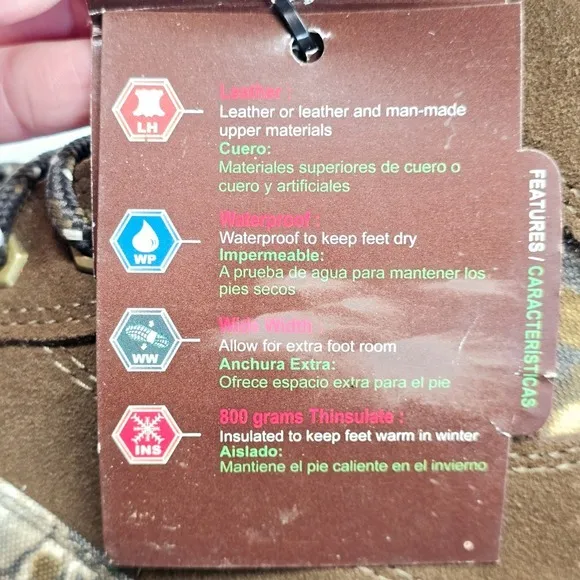 LH
Leather :
Leather or leather and man-made
upper materials
Cuero:
Materiales superiores de cuero o
cuero y artificiales
WP
Waterproof :
Waterproof to keep feet dry
Impermeable:
A prueba de agua para mantener los
pies secos
WW
Wide Width :
Allow for extra foot room
Anchura Extra:
Ofrece espacio extra para el pie
INS
800 grams Thinsulate :
Insulated to keep feet warm in winter
Aislado:
Mantiene el pie caliente en el invierno
FEATURES / CARACTERISTICAS